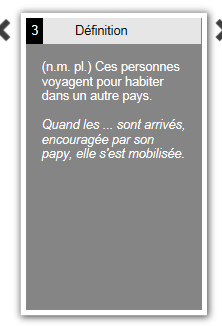 3 Définition
(n.m. pl.) Ces personnes
voyagent pour habiter
dans un autre pays.
Quand les ... sont arrivés,
encouragée par son
papy, elle s'est mobilisée.